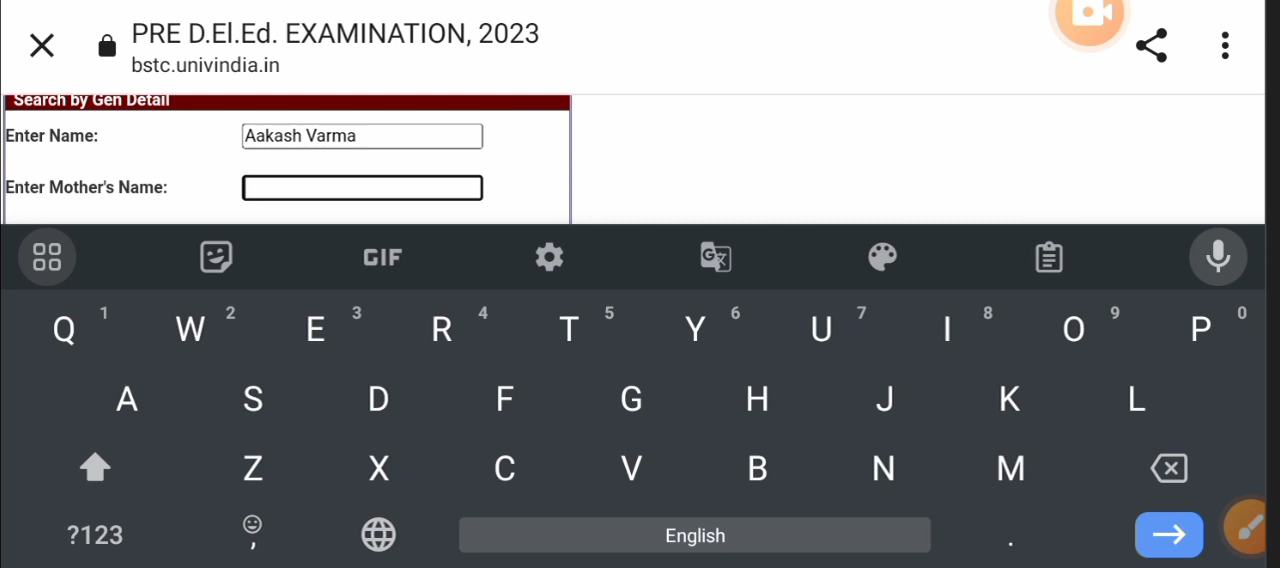 PRE D.El.Ed. EXAMINATION, 2023
bstc.univindia.in
Search by Gen Detail
Enter Name: Aakash Varma
Enter Mother's Name:
GIF
Q 1 W 2 E 3 R 4 T 5 Y 6 U 7 I 8 O 9 P 0
A S D F G H J K L
Z X C V B N M
?123 , English .